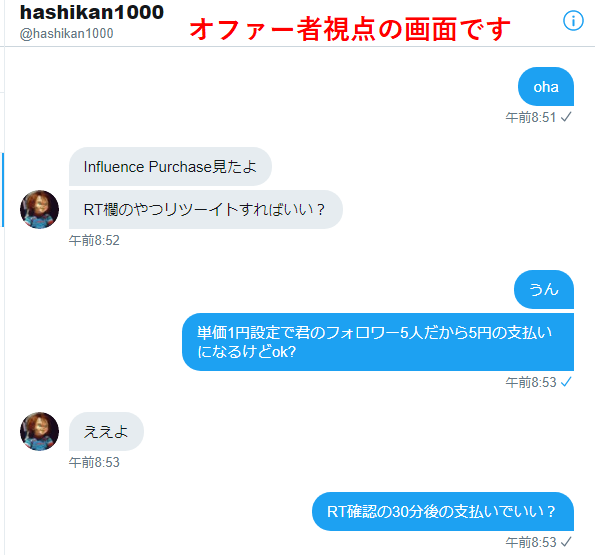 hashikan1000
@hashikan1000
オファー者視点の画面です
oha
午前8:51
Influence Purchase見たよ
RT欄のやつリツーイトすればいい？
午前8:52
うん
単価1円設定で君のフォロワー5人だから5円の支払い
になるけどok?
午前8:53
ええよ
午前8:53
RT確認の30分後の支払いでいい？
午前8:53